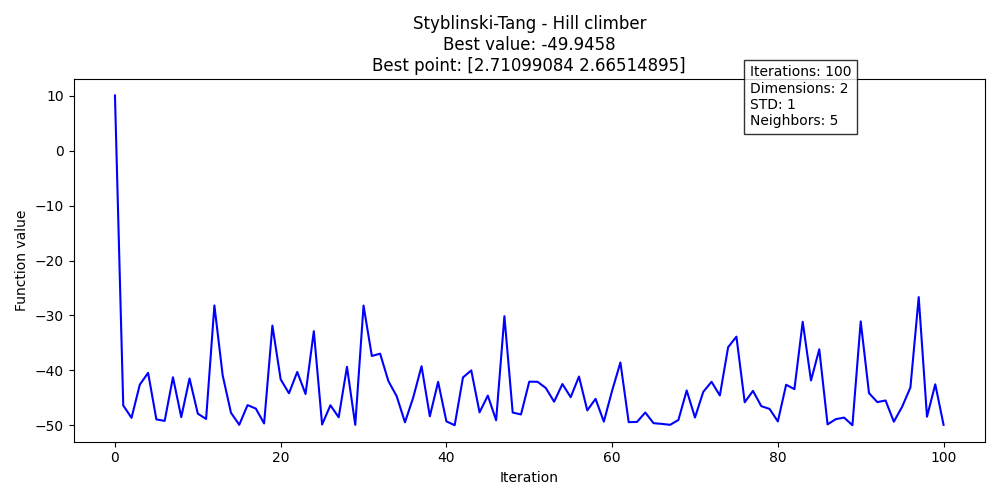 Styblinski-Tang - Hill climber
Best value: -49.9458
Best point: [2.71099084 2.66514895]
Iterations: 100
Dimensions: 2
STD: 1
Neighbors: 5
10
0
−10
−20
−30
−40
−50
Function value
0
20
40
60
80
100
Iteration